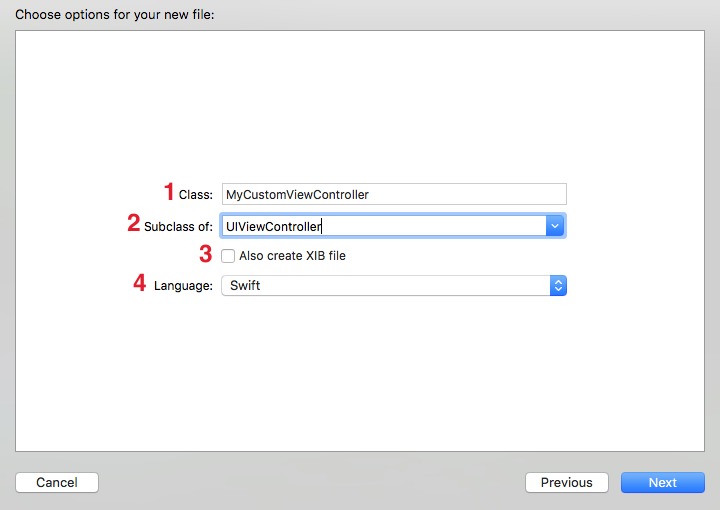 Choose options for your new file:
1 Class: MyCustomViewController
2 Subclass of: UIViewController
3 Also create XIB file
4 Language: Swift
Cancel Previous Next